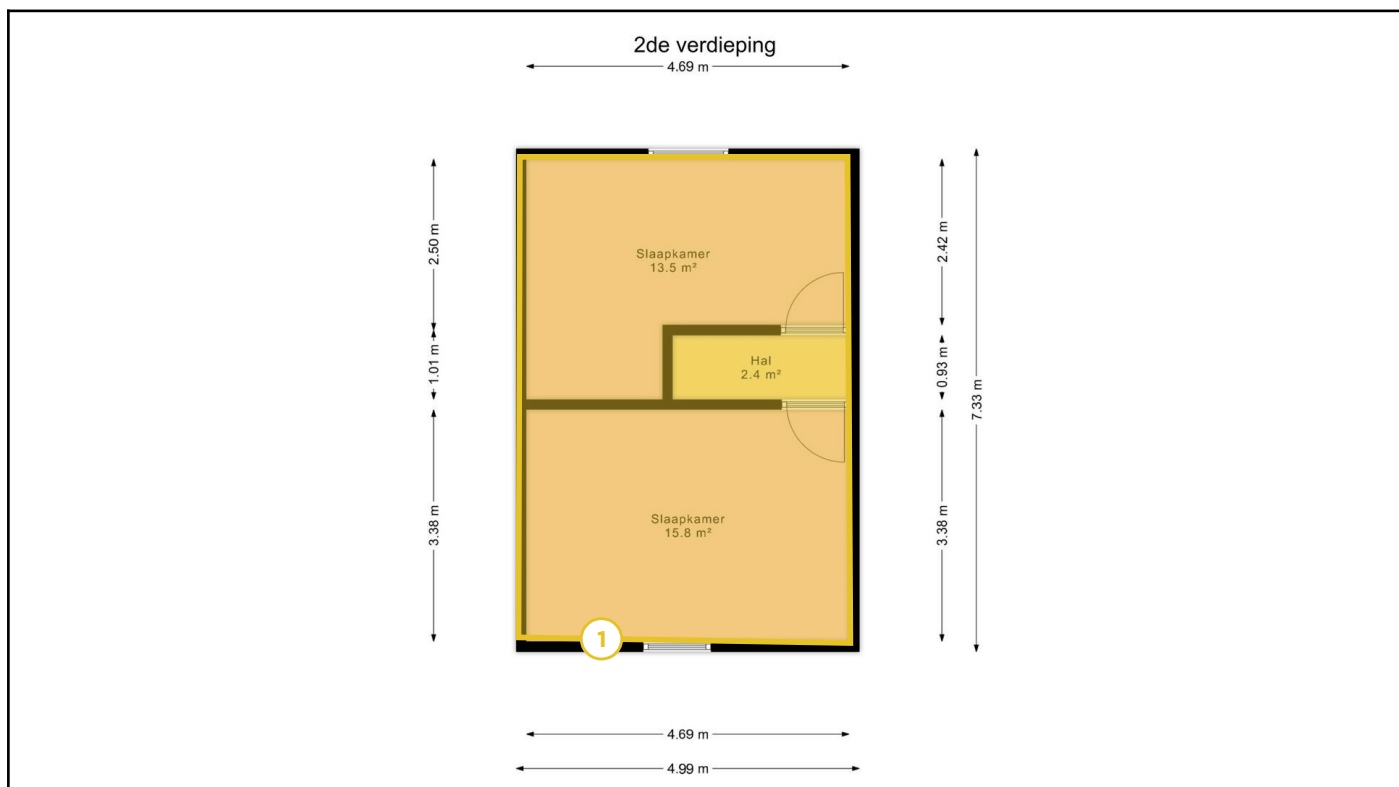 2de verdieping
4.69 m
2.50 m
1.01 m
3.38 m
Slaapkamer
13.5 m²
Hal
2.4 m²
Slaapkamer
15.8 m²
1
2.42 m
0.93 m
3.38 m
7.33 m
4.69 m
4.99 m